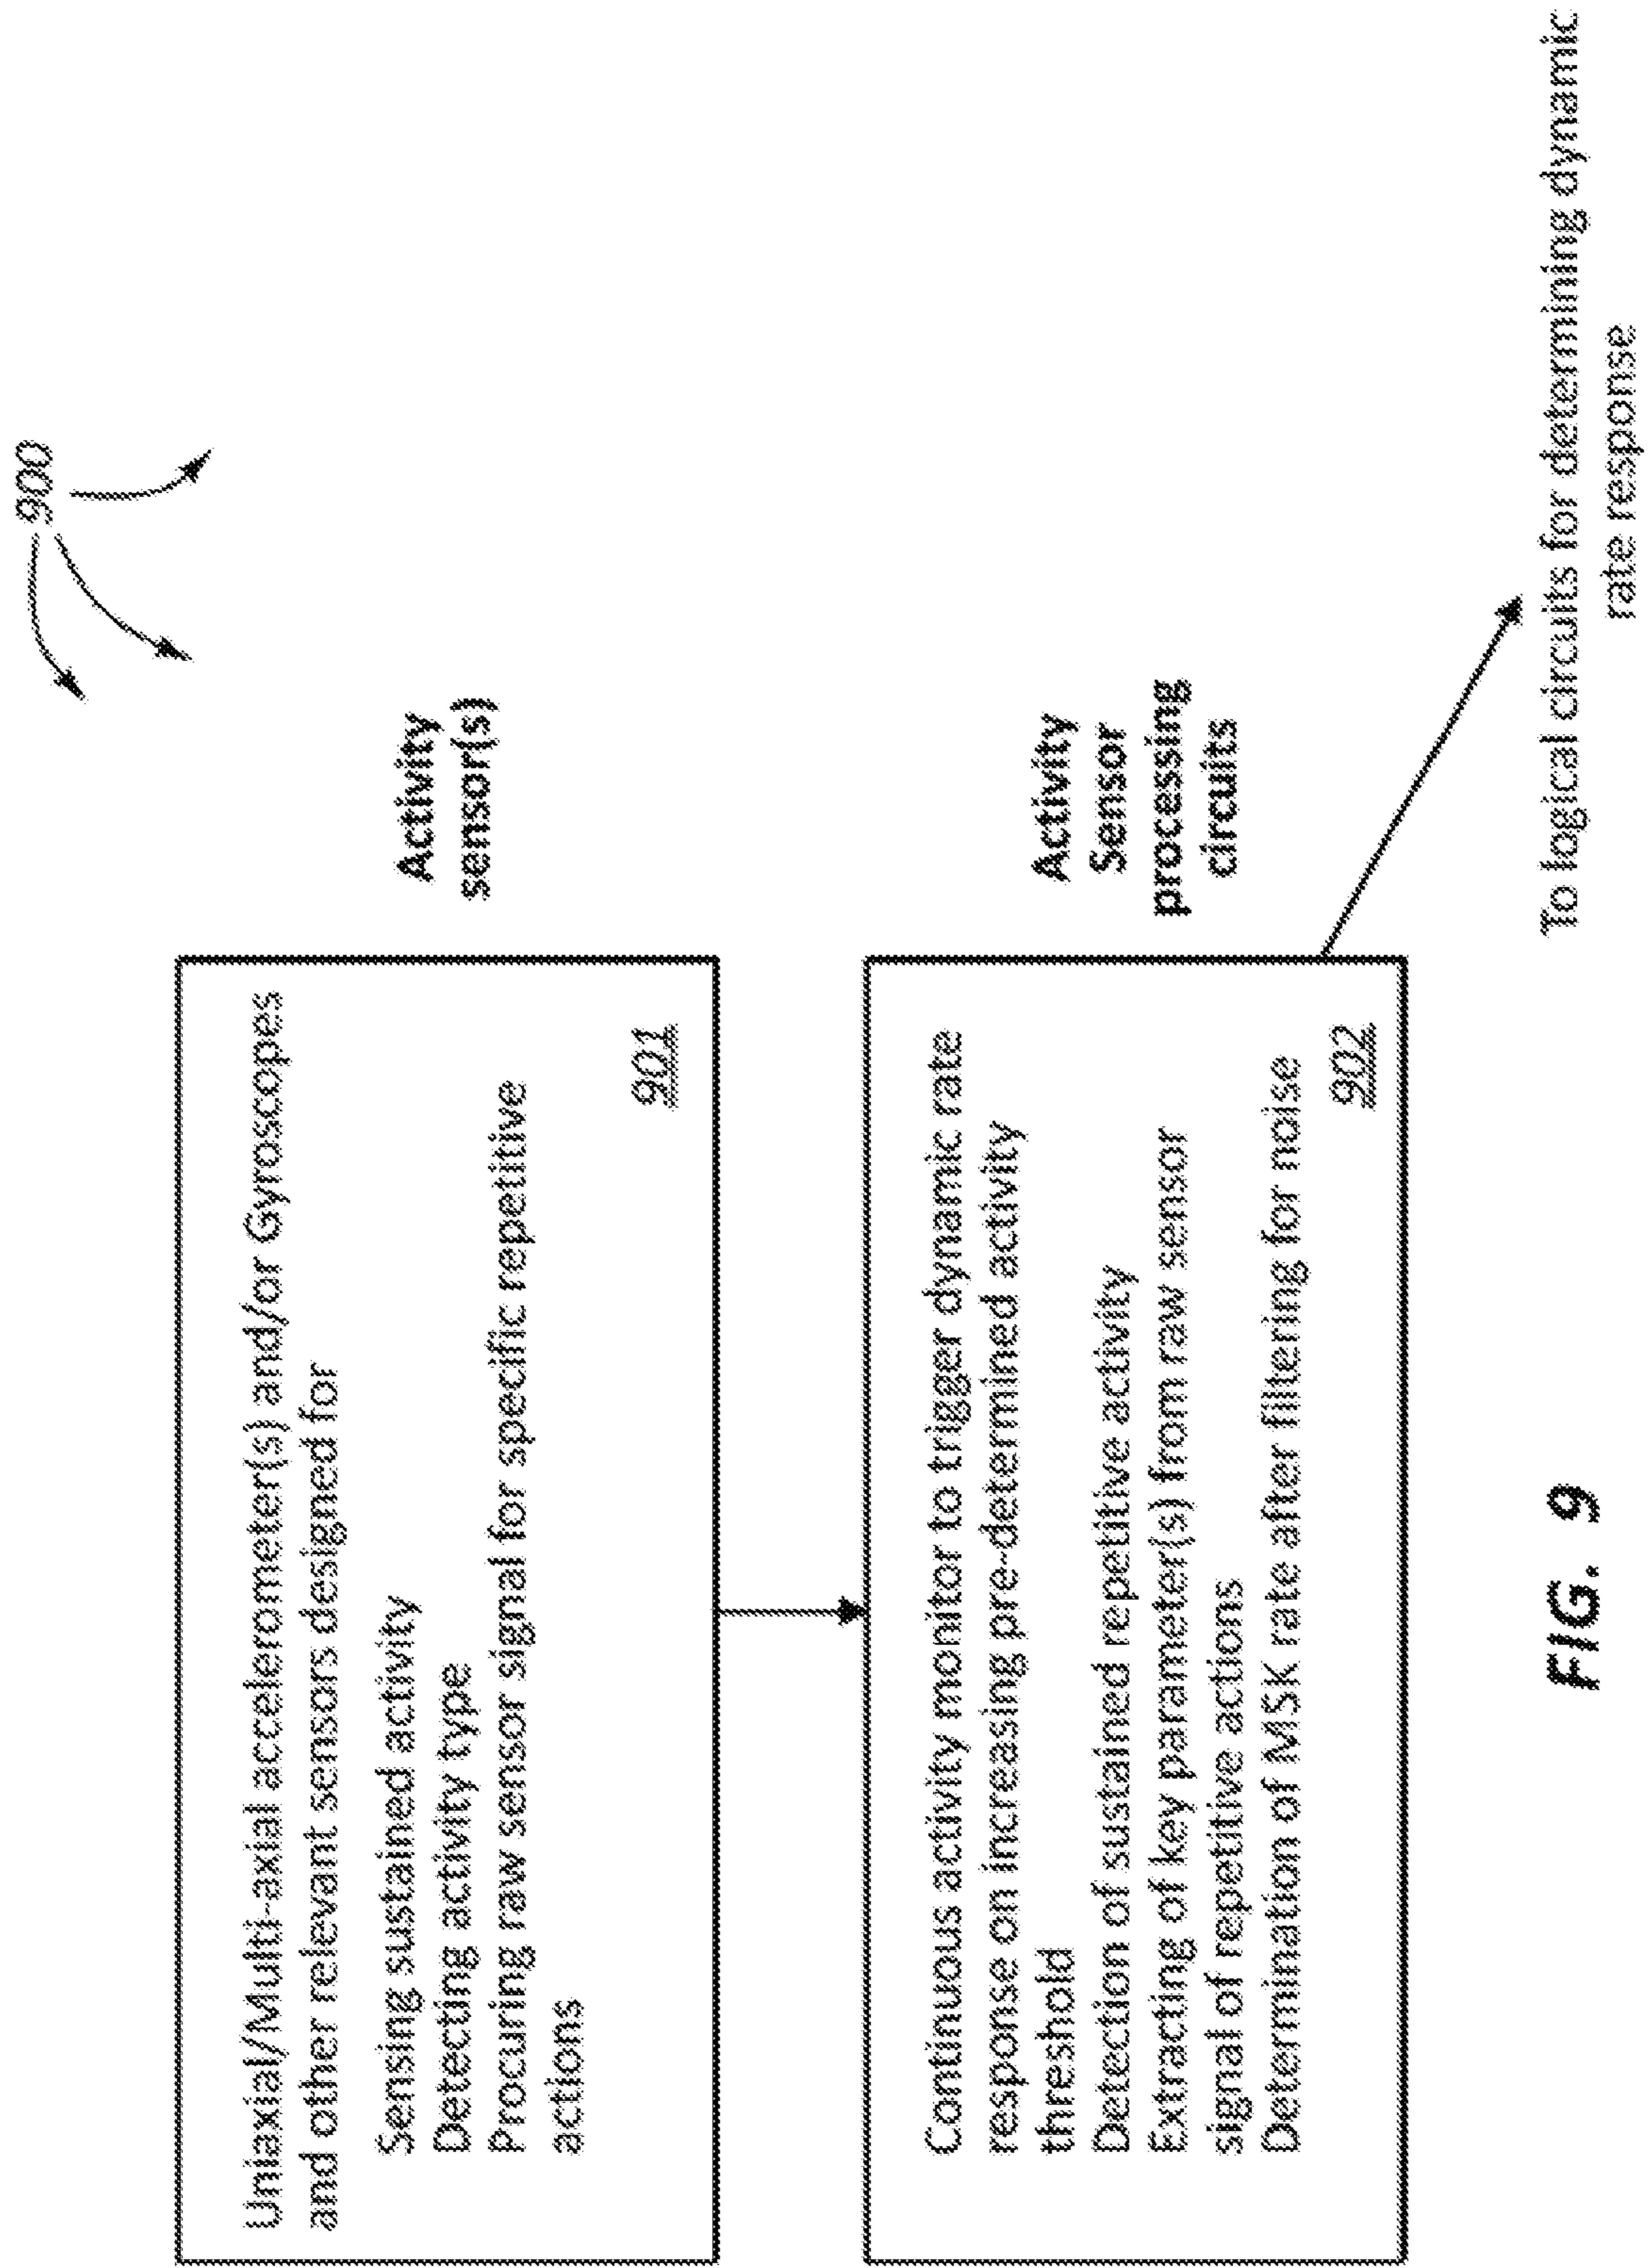 900
Uniaxial/Multi-axial accelerometer(s) and/or Gyroscopes
and other relevant sensors designed for
Sensing sustained activity
Detecting activity type
Procuring raw sensor signal for specific repetitive
actions
901
Activity
sensor(s)
Continuous activity monitor to trigger dynamic rate
response on increasing pre-determined activity
threshold
Detection of sustained repetitive activity
Extracting of key parameter(s) from raw sensor
signal of repetitive actions
Determination of MSK rate after filtering for noise
902
Activity
Sensor
processing
circuits
To logical circuits for determining dynamic
rate response
FIG. 9